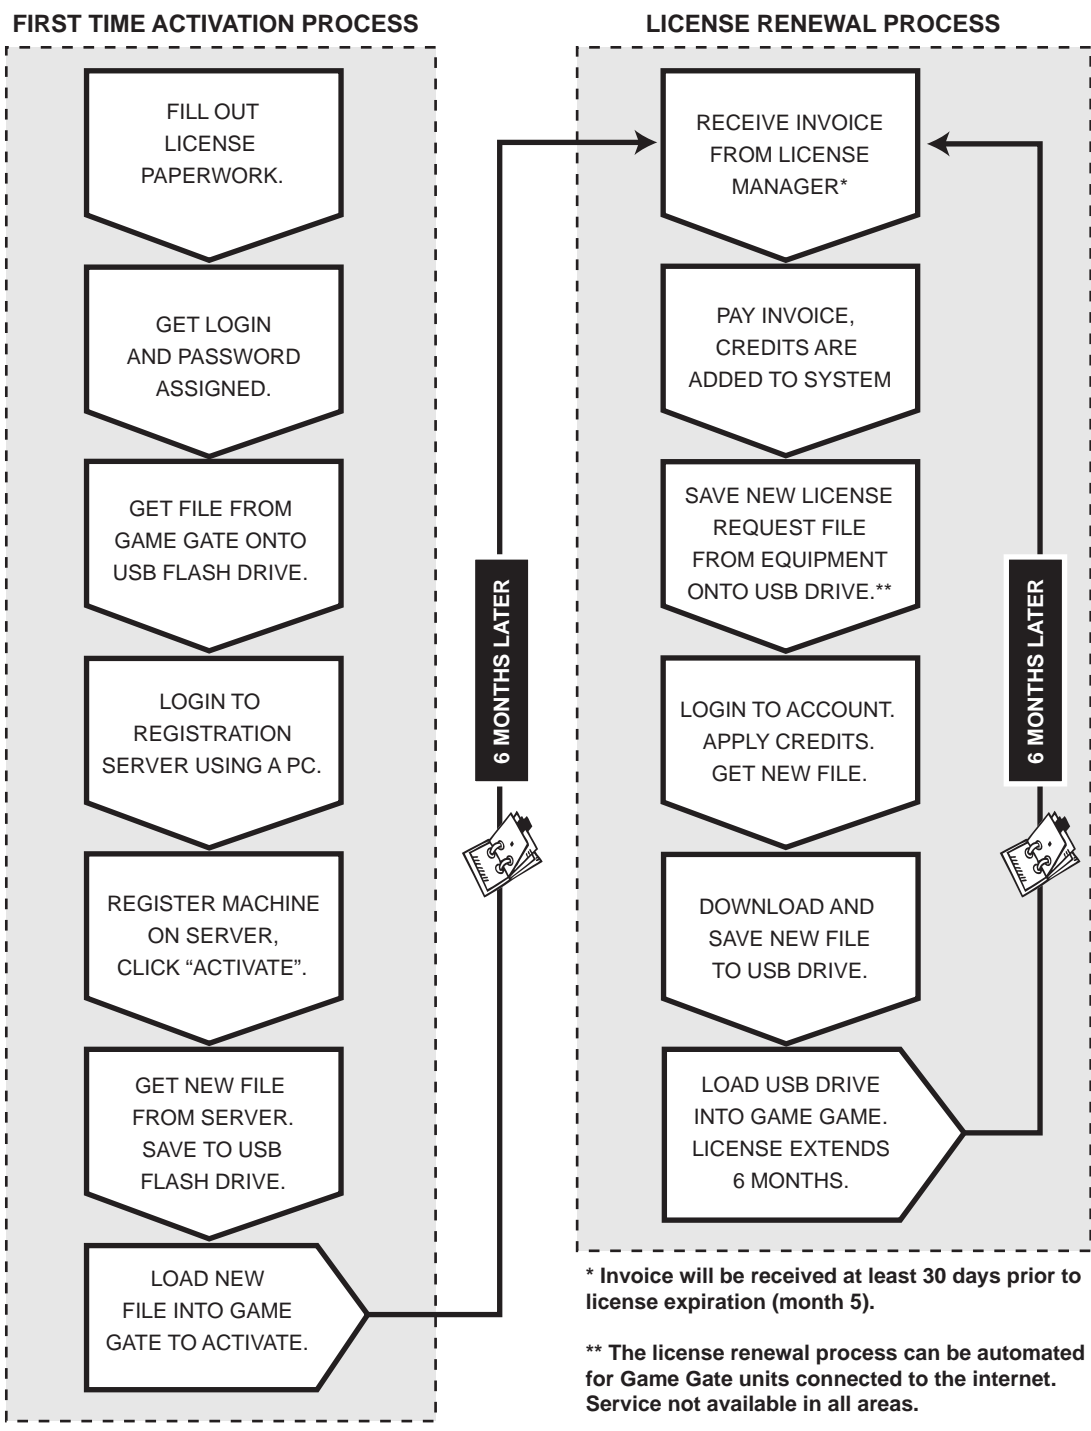 FIRST TIME ACTIVATION PROCESS
FILL OUT
LICENSE
PAPERWORK.
GET LOGIN
AND PASSWORD
ASSIGNED.
GET FILE FROM
GAME GATE ONTO
USB FLASH DRIVE.
LOGIN TO
REGISTRATION
SERVER USING A PC.
REGISTER MACHINE
ON SERVER,
CLICK “ACTIVATE”.
GET NEW FILE
FROM SERVER.
SAVE TO USB
FLASH DRIVE.
LOAD NEW
FILE INTO GAME
GATE TO ACTIVATE.
6 MONTHS LATER
LICENSE RENEWAL PROCESS
RECEIVE INVOICE
FROM LICENSE
MANAGER*
PAY INVOICE,
CREDITS ARE
ADDED TO SYSTEM
SAVE NEW LICENSE
REQUEST FILE
FROM EQUIPMENT
ONTO USB DRIVE.**
LOGIN TO ACCOUNT.
APPLY CREDITS.
GET NEW FILE.
DOWNLOAD AND
SAVE NEW FILE
TO USB DRIVE.
LOAD USB DRIVE
INTO GAME GAME.
LICENSE EXTENDS
6 MONTHS.
6 MONTHS LATER
* Invoice will be received at least 30 days prior to
license expiration (month 5).
** The license renewal process can be automated
for Game Gate units connected to the internet.
Service not available in all areas.